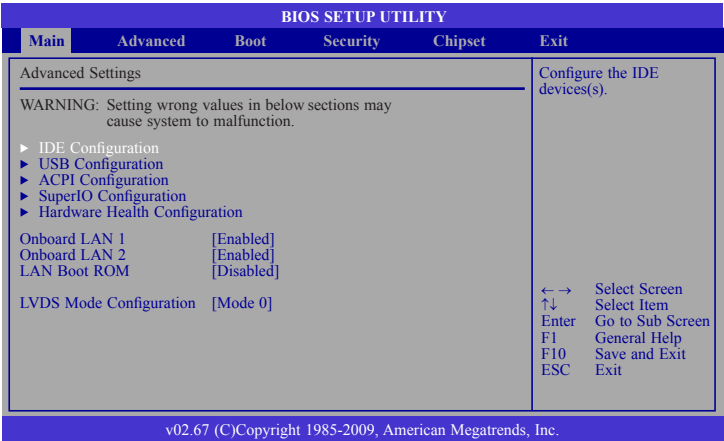 BIOS SETUP UTILITY
Main Advanced Boot Security Chipset Exit
Advanced Settings
WARNING: Setting wrong values in below sections may
cause system to malfunction.
► IDE Configuration
► USB Configuration
► ACPI Configuration
► SuperIO Configuration
► Hardware Health Configuration
Onboard LAN 1 [Enabled]
Onboard LAN 2 [Enabled]
LAN Boot ROM [Disabled]
LVDS Mode Configuration [Mode 0]
Configure the IDE
devices(s).
←→ Select Screen
↑↓ Select Item
Enter Go to Sub Screen
F1 General Help
F10 Save and Exit
ESC Exit
v02.67 (C)Copyright 1985-2009, American Megatrends, Inc.